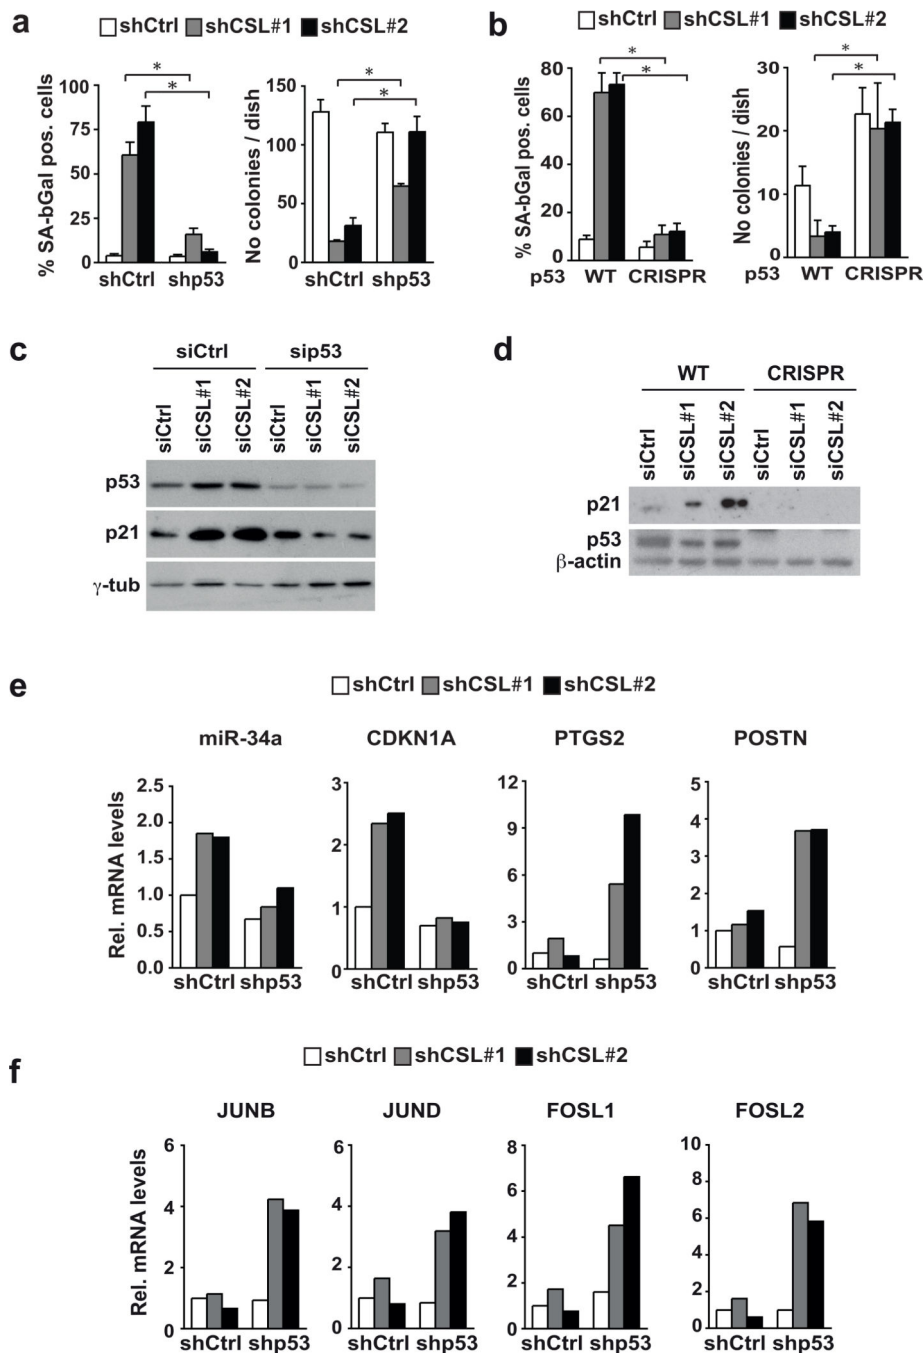 a
shCtrl shCSL#1 shCSL#2
% SA-bGal pos. cells
100
75
50
25
0
* *
shCtrl shp53
No colonies / dish
150
100
50
0
* *
shCtrl shp53
b
shCtrl shCSL#1 shCSL#2
% SA-bGal pos. cells
80
60
40
20
0
* *
p53 WT CRISPR
No colonies / dish
30
20
10
0
* *
p53 WT CRISPR
c
siCtrl sip53
siCtrl siCSL#1 siCSL#2 siCtrl siCSL#1 siCSL#2
p53
p21
γ-tub
d
WT CRISPR
siCtrl siCSL#1 siCSL#2 siCtrl siCSL#1 siCSL#2
p21
p53
β-actin
e
shCtrl shCSL#1 shCSL#2
miR-34a
Rel. mRNA levels
2.5
2.0
1.5
1.0
0.5
0.0
shCtrl shp53
CDKN1A
3
2
1
0
shCtrl shp53
PTGS2
12
9
6
3
0
shCtrl shp53
POSTN
5
4
3
2
1
0
shCtrl shp53
f
shCtrl shCSL#1 shCSL#2
JUNB
Rel. mRNA levels
6
4
2
0
shCtrl shp53
JUND
6
4
2
0
shCtrl shp53
FOSL1
8
6
4
2
0
shCtrl shp53
FOSL2
10
8
6
4
2
0
shCtrl shp53